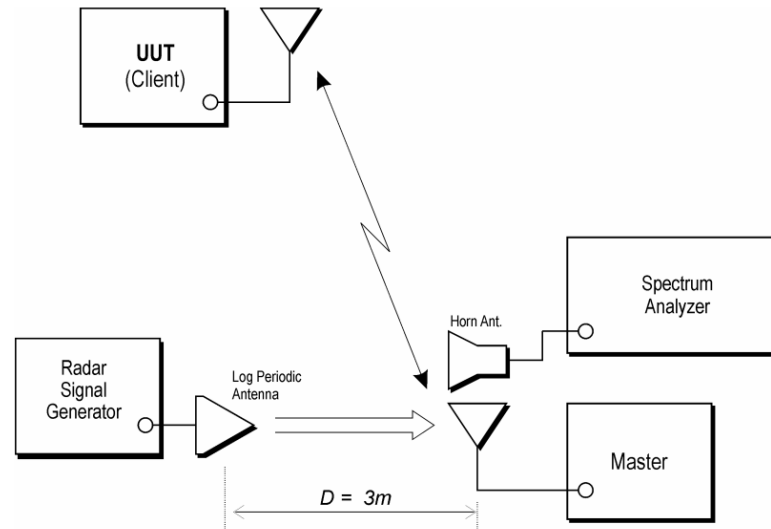 UUT
(Client)
Spectrum
Analyzer
Horn Ant.
Radar
Signal
Generator
Log Periodic
Antenna
Master
D = 3m